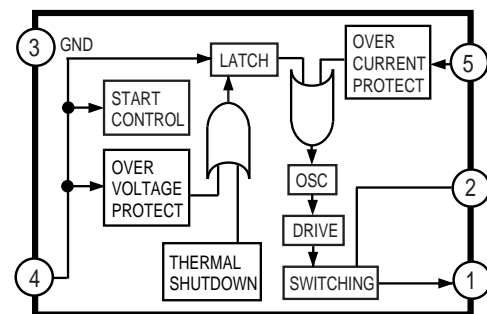 3
GND
LATCH
OVER
CURRENT
PROTECT
5
START
CONTROL
OVER
VOLTAGE
PROTECT
OSC
2
DRIVE
THERMAL
SHUTDOWN
4
SWITCHING
1